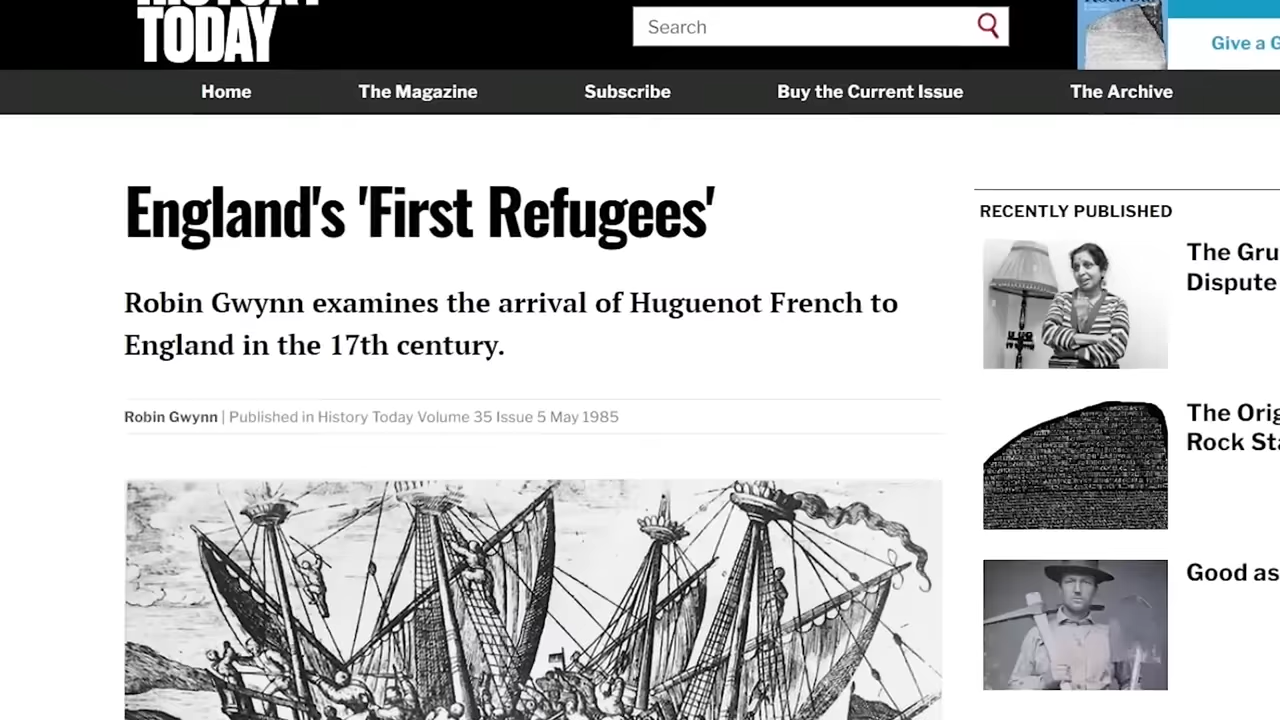 HISTORY
TODAY
Search
Give a G
Home
The Magazine
Subscribe
Buy the Current Issue
The Archive
England's 'First Refugees'
Robin Gwynn examines the arrival of Huguenot French to
England in the 17th century.
Robin Gwynn | Published in History Today Volume 35 Issue 5 May 1985
RECENTLY PUBLISHED
The Gru
Dispute
The Orig
Rock Sta
Good as